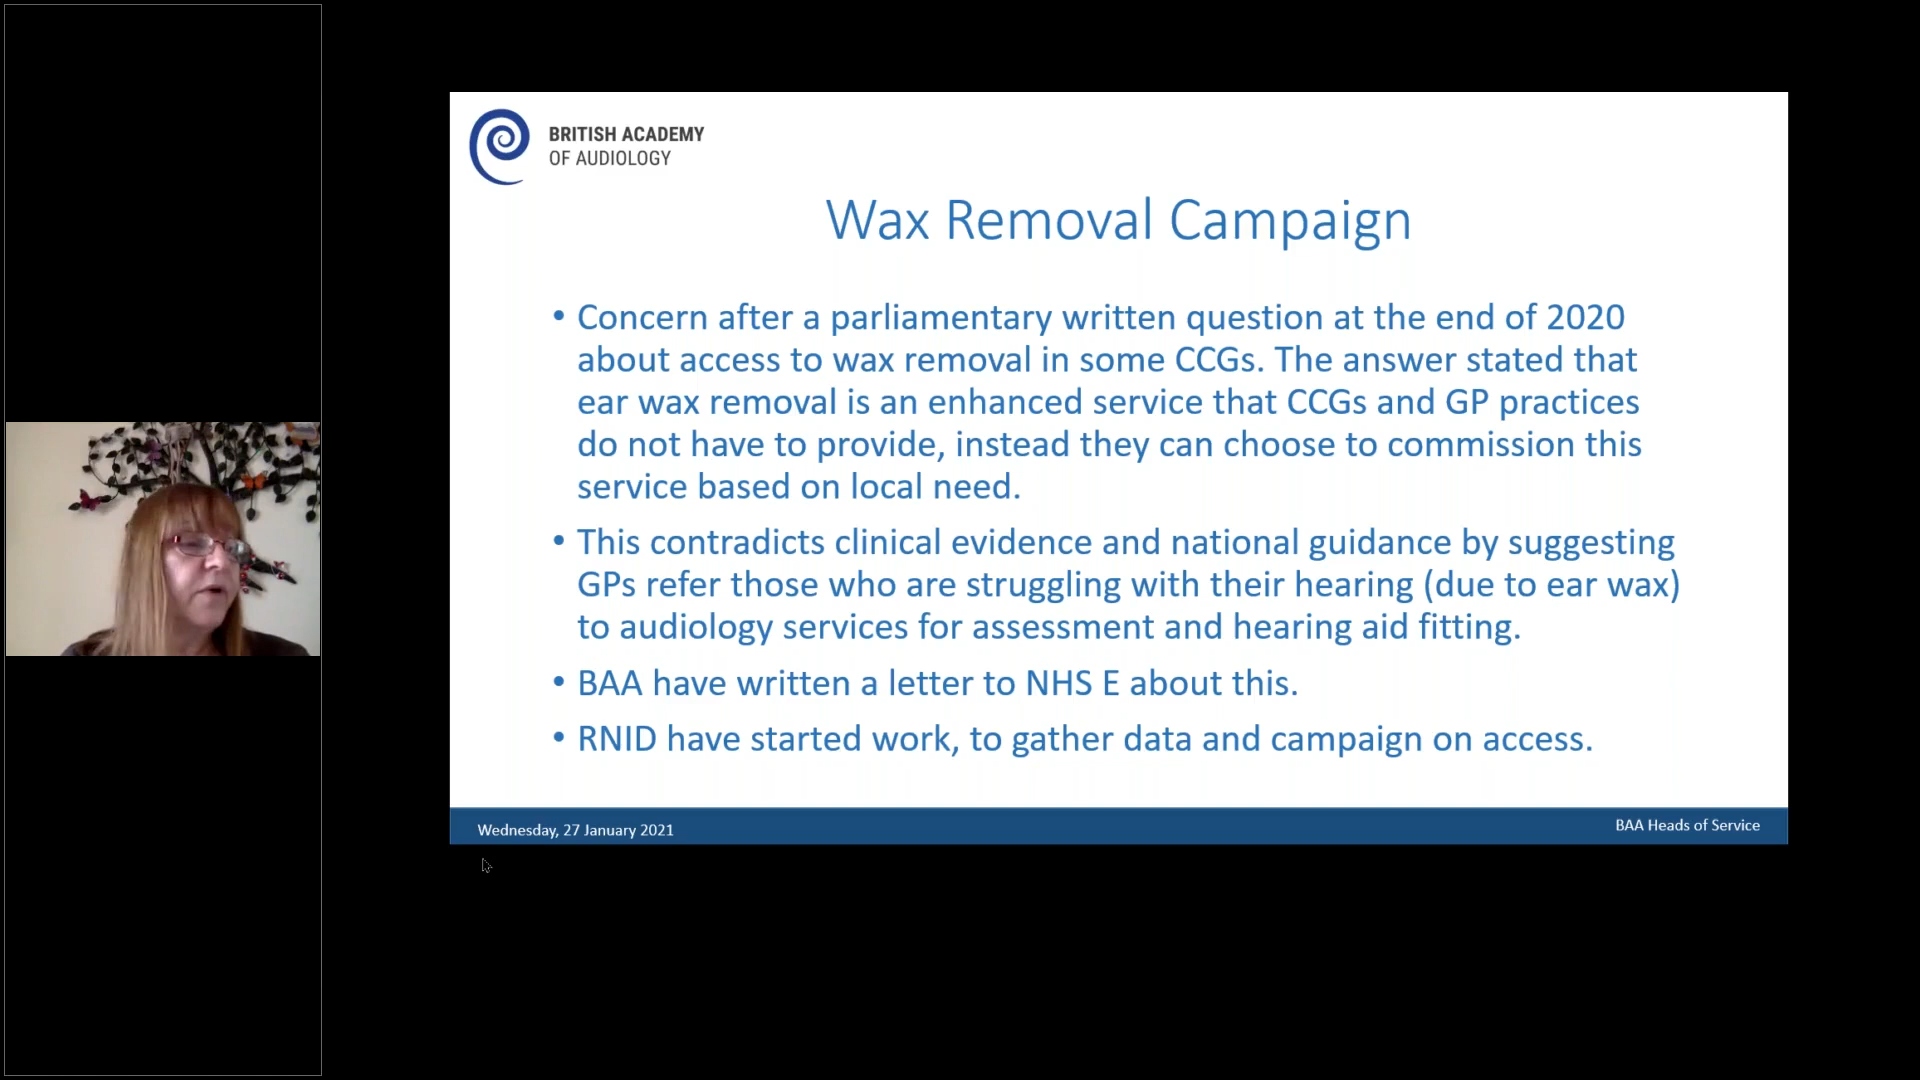 BRITISH ACADEMY
OF AUDIOLOGY
Wax Removal Campaign
• Concern after a parliamentary written question at the end of 2020
about access to wax removal in some CCGs. The answer stated that
ear wax removal is an enhanced service that CCGs and GP practices
do not have to provide, instead they can choose to commission this
service based on local need.
• This contradicts clinical evidence and national guidance by suggesting
GPs refer those who are struggling with their hearing (due to ear wax)
to audiology services for assessment and hearing aid fitting.
• BAA have written a letter to NHS E about this.
• RNID have started work, to gather data and campaign on access.
Wednesday, 27 January 2021
BAA Heads of Service